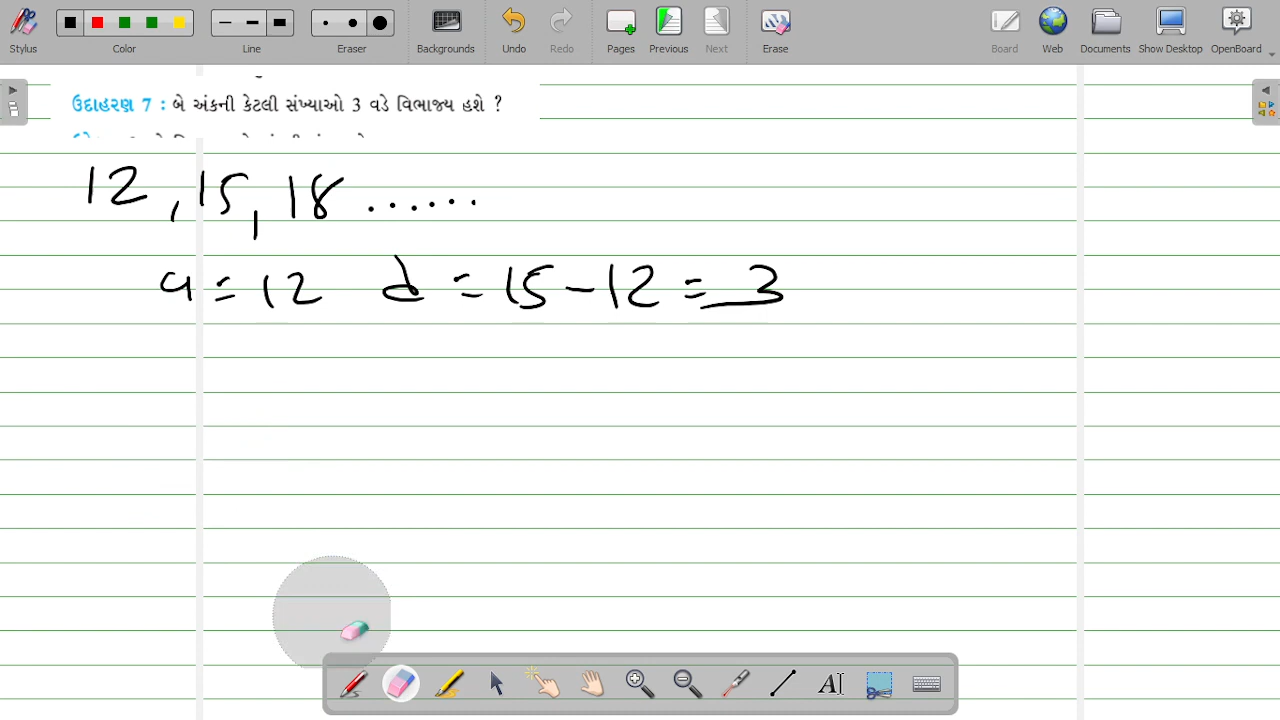 Stylus Color Line Eraser Backgrounds Undo Redo Pages Previous Next Erase Board Web Documents Show Desktop OpenBoard
ઉદાહરણ 7 : બે અંકની કેટલી સંખ્યાઓ 3 વડે વિભાજ્ય હશે ?
12 , 15 , 18 ......
a = 12 d = 15 - 12 = 3